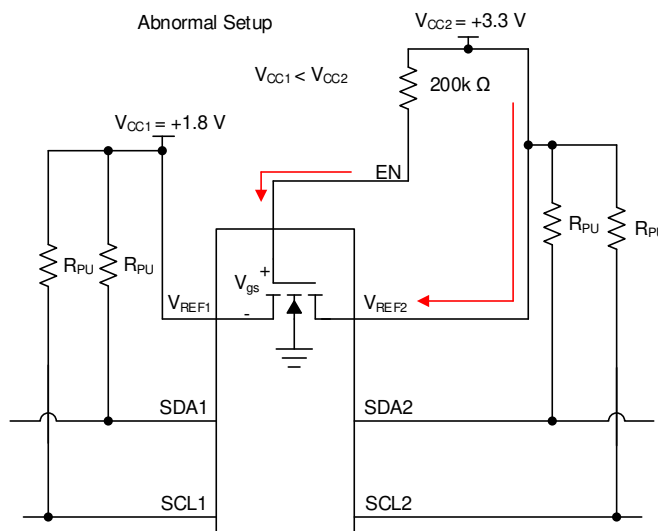 Abnormal Setup
VCC2 = +3.3 V
VCC1 < VCC2
200k Ω
VCC1 = +1.8 V
EN
RPU
RPU
RPU
RPU
+
Vgs
-
VREF1
VREF2
SDA1
SDA2
SCL1
SCL2